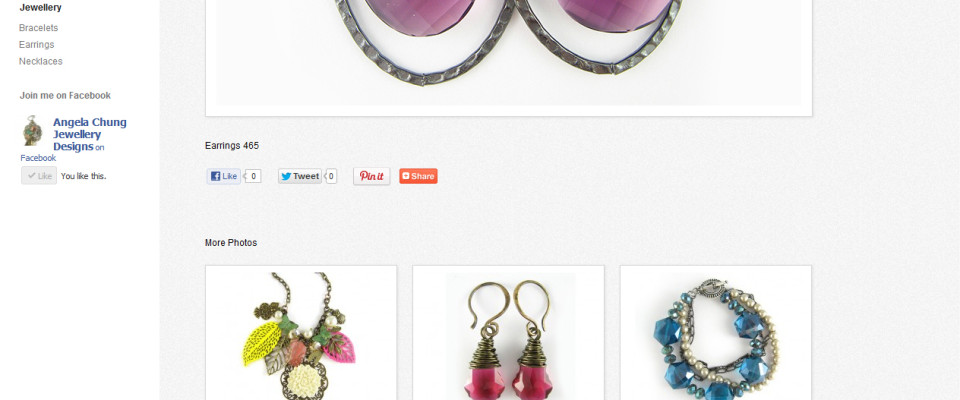 Jewellery
Bracelets
Earrings
Necklaces
Join me on Facebook
Angela Chung
Jewellery
Designs on
Facebook
Like
You like this.
Earrings 465
Like 0
Tweet 0
Pin it
Share
More Photos